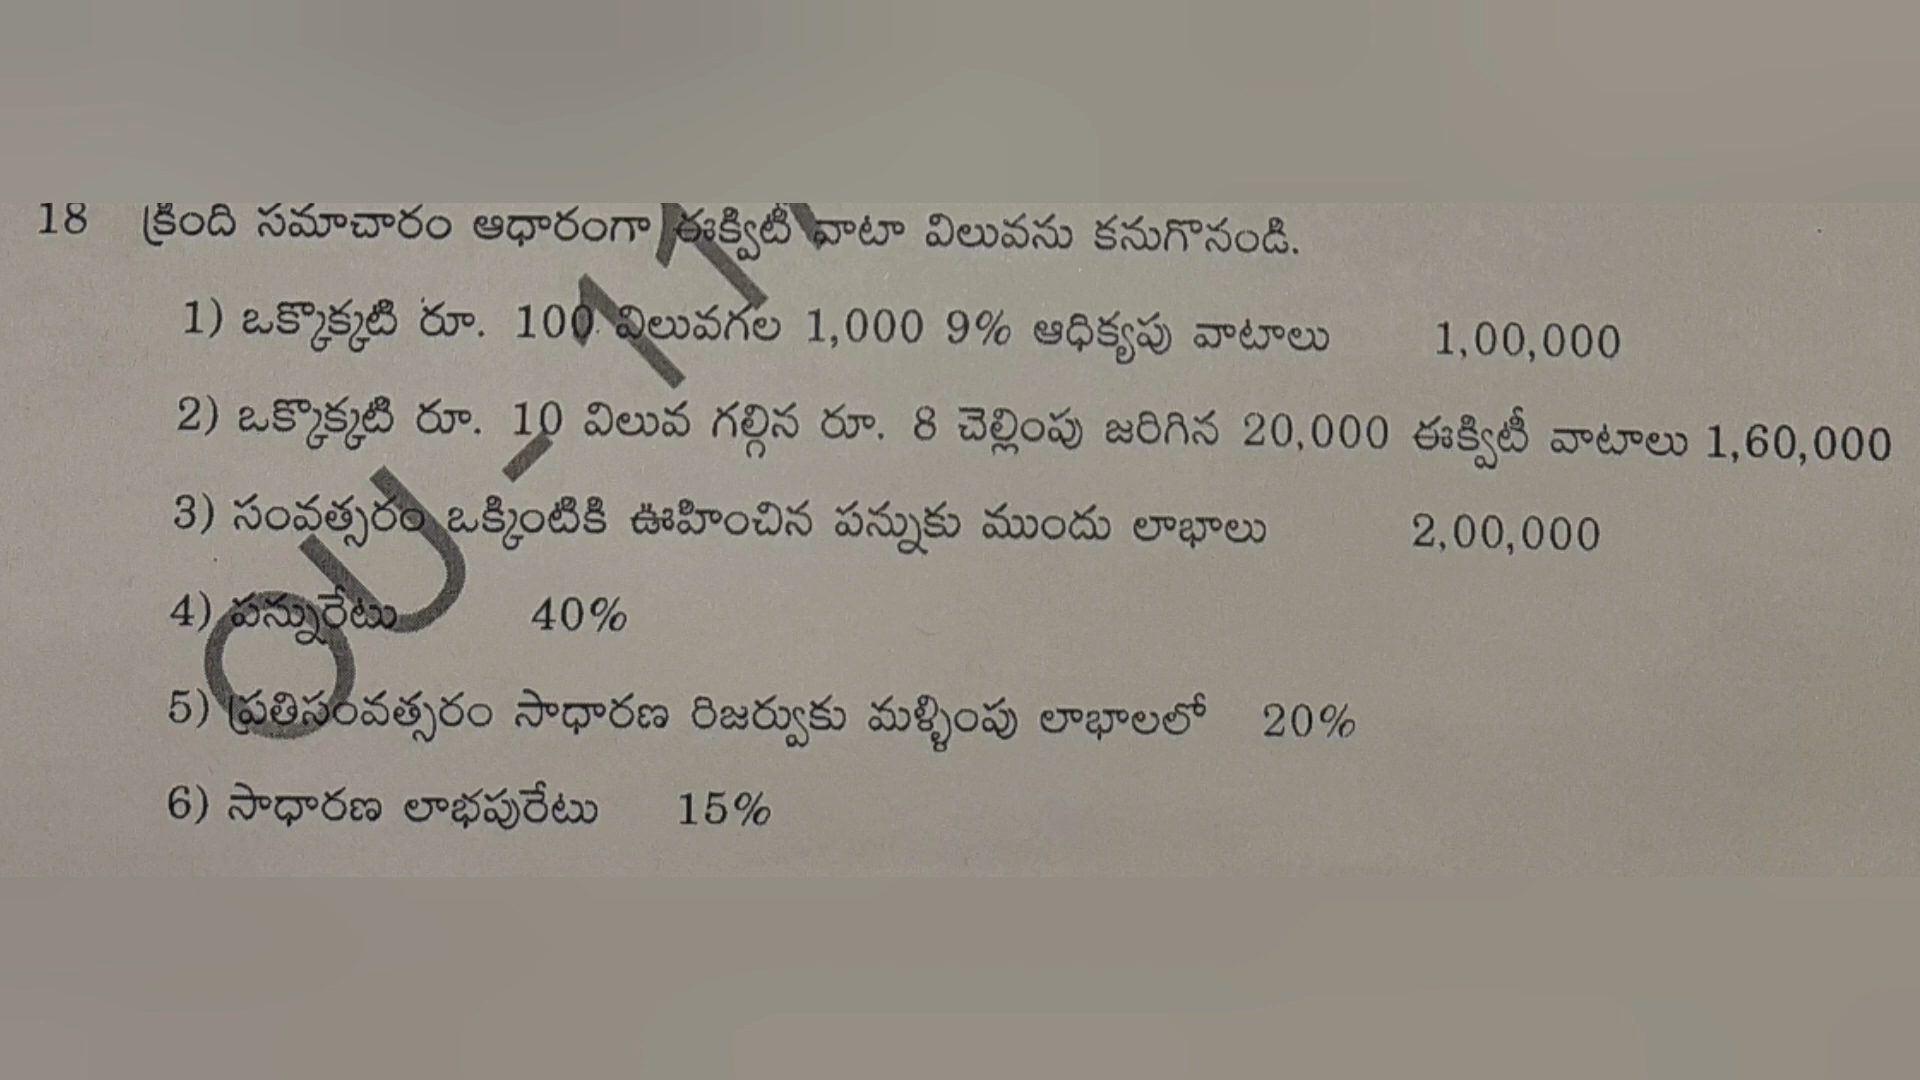 18 క్రింది సమాచారం ఆధారంగా ఈక్విటీ వాటా విలువను కనుగొనండి.
1) ఒక్కొక్కటి రూ. 100 విలువగల 1,000 9% ఆధిక్యపు వాటాలు 1,00,000
2) ఒక్కొక్కటి రూ. 10 విలువ గల్గిన రూ. 8 చెల్లింపు జరిగిన 20,000 ఈక్విటీ వాటాలు 1,60,000
3) సంవత్సరం ఒక్కింటికి ఊహించిన పన్నుకు ముందు లాభాలు 2,00,000
4) పన్నురేటు 40%
5) ప్రతిసంవత్సరం సాధారణ రిజర్వుకు మళ్ళింపు లాభాలలో 20%
6) సాధారణ లాభపురేటు 15%